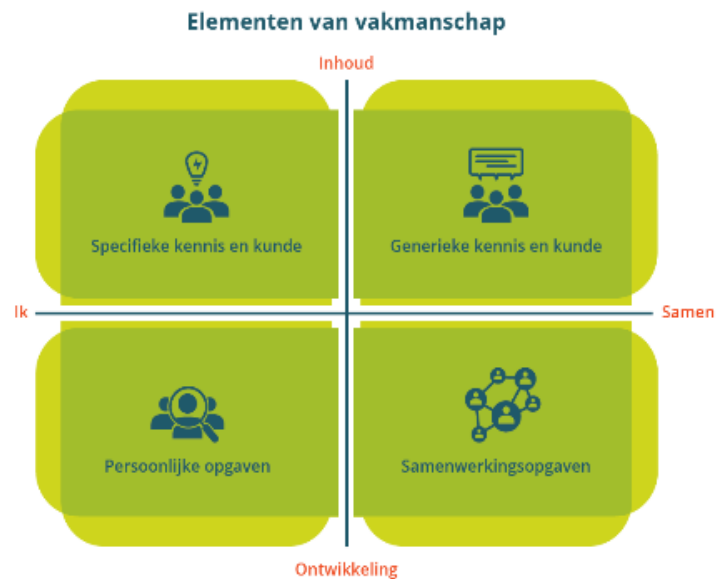 Elementen van vakmanschap
Inhoud
Specifieke kennis en kunde
Generieke kennis en kunde
Ik
Samen
Persoonlijke opgaven
Samenwerkingsopgaven
Ontwikkeling